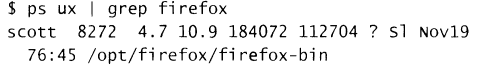 $ ps ux | grep firefox
scott 8272 4.7 10.9 184072 112704 ? Sl Nov19
76:45 /opt/firefox/firefox-bin